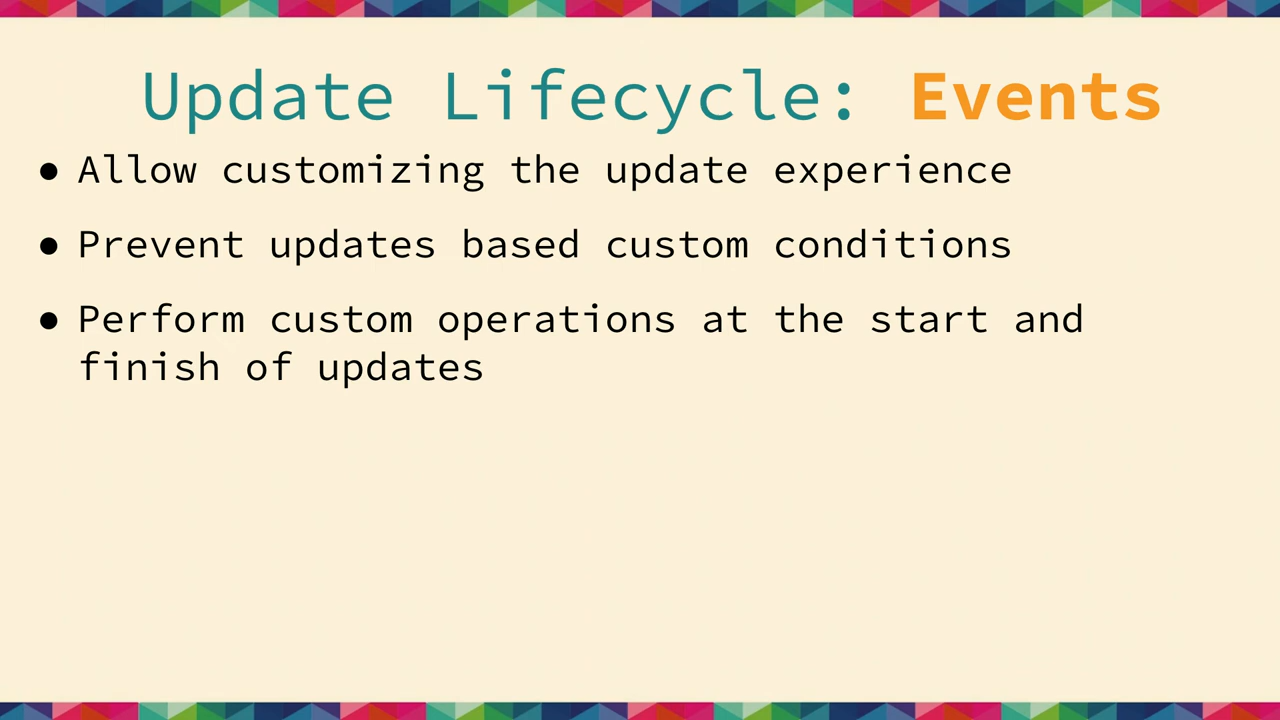 Update Lifecycle: Events
● Allow customizing the update experience
● Prevent updates based custom conditions
● Perform custom operations at the start and
finish of updates